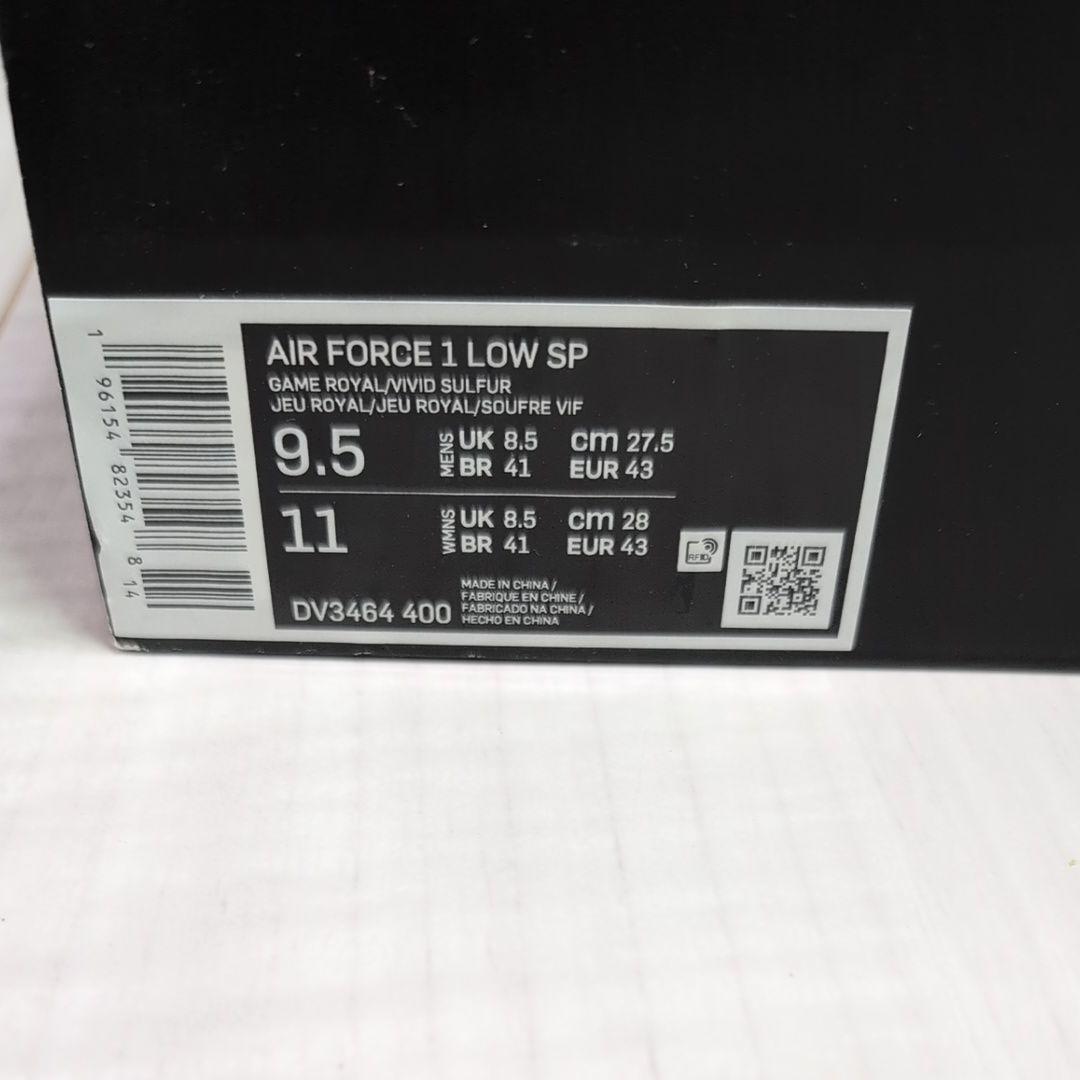 AIR FORCE 1 LOW SP
GAME ROYAL/VIVID SULFUR
JEU ROYAL/JEU ROYAL/SOUFRE VIF
9.5 MENS UK 8.5 cm 27.5
BR 41 EUR 43
11 WMNS UK 8.5 cm 28
BR 41 EUR 43
RFID
DV3464 400
MADE IN CHINA /
FABRIQUE EN CHINE /
FABRICADO NA CHINA /
HECHO EN CHINA
1 96154 82354 8 14